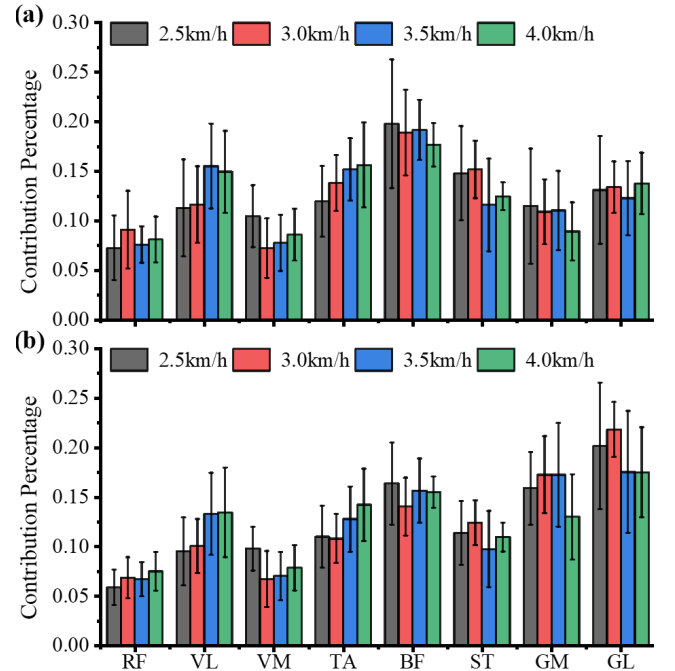 (a)
0.30
2.5km/h 3.0km/h 3.5km/h 4.0km/h
0.25
0.20
0.15
0.10
0.05
0.00
Contribution Percentage
(b)
0.30
2.5km/h 3.0km/h 3.5km/h 4.0km/h
0.25
0.20
0.15
0.10
0.05
0.00
Contribution Percentage
RF VL VM TA BF ST GM GL